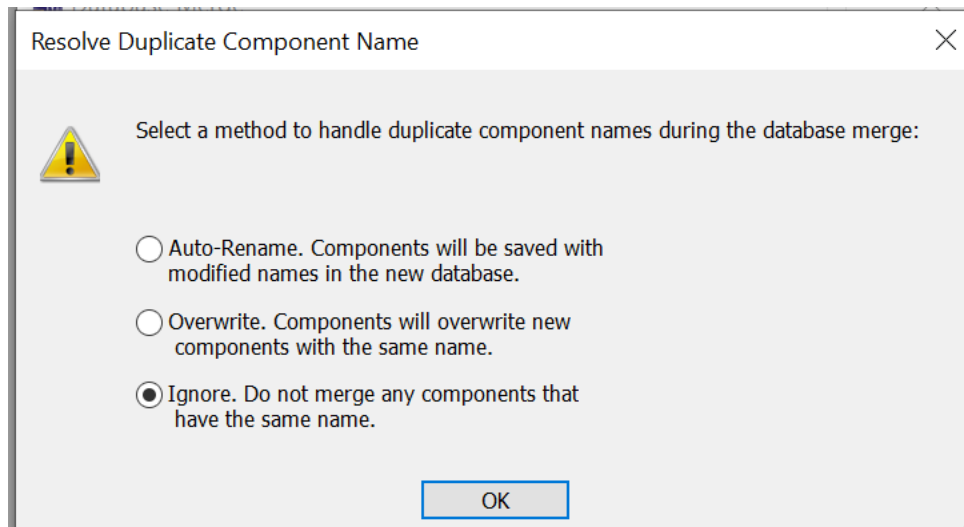 Resolve Duplicate Component Name
Select a method to handle duplicate component names during the database merge:
Auto-Rename. Components will be saved with
modified names in the new database.
Overwrite. Components will overwrite new
components with the same name.
Ignore. Do not merge any components that
have the same name.
OK